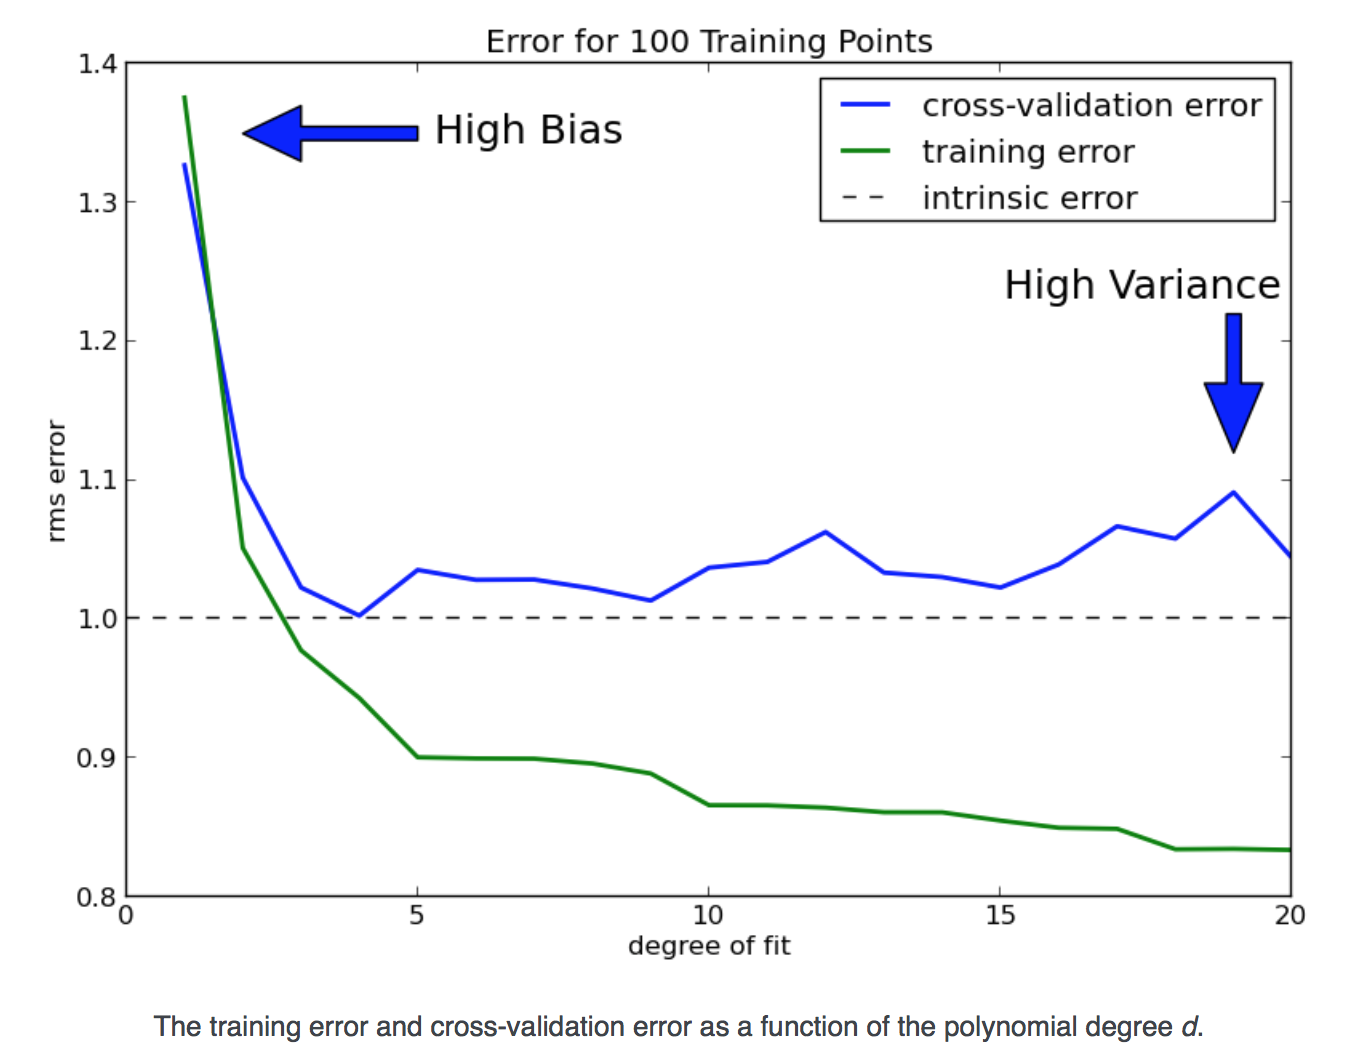 Error for 100 Training Points
1.4
1.3
1.2
1.1
1.0
0.9
0.8
rms error
High Bias
cross-validation error
training error
intrinsic error
High Variance
0
5
10
15
20
degree of fit
The training error and cross-validation error as a function of the polynomial degree d.